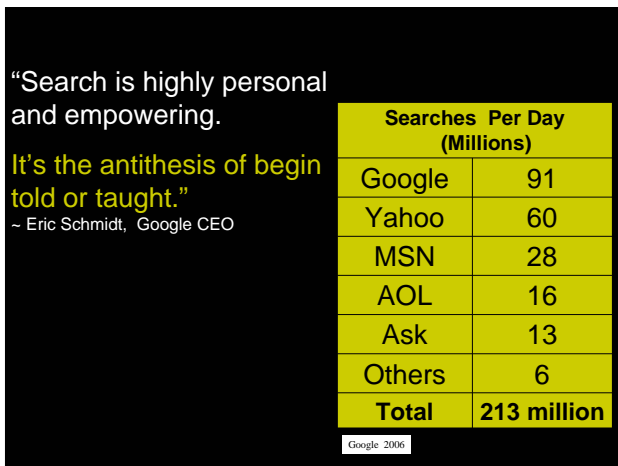 “Search is highly personal
and empowering.
It’s the antithesis of begin
told or taught.”
~ Eric Schmidt, Google CEO
Searches Per Day
(Millions)
Google 91
Yahoo 60
MSN 28
AOL 16
Ask 13
Others 6
Total 213 million
Google 2006